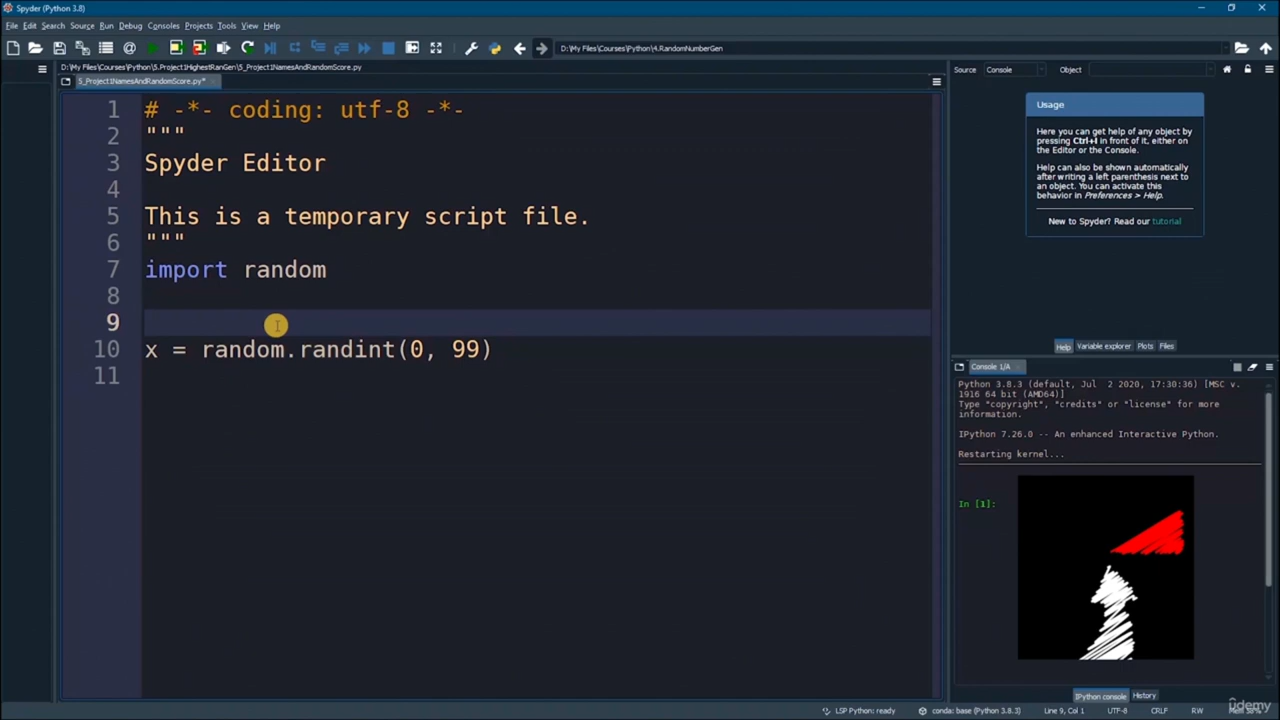 Spyder (Python 3.8)
File Edit Search Source Run Debug Consoles Projects Tools View Help
D:\My Files\Courses\Python\4.RandomNumberGen
D:\My Files\Courses\Python\5.Project1HighestRanGen\5_Project1NamesAndRandomScore.py
5_Project1NamesAndRandomScore.py*
1 # -*- coding: utf-8 -*-
2 """
3 Spyder Editor
4
5 This is a temporary script file.
6 """
7 import random
8
9
10 x = random.randint(0, 99)
11
Source Console Object
Usage
Here you can get help of any object by
pressing Ctrl+I in front of it, either on
the Editor or the Console.
Help can also be shown automatically
after writing a left parenthesis next to
an object. You can activate this
behavior in Preferences > Help.
New to Spyder? Read our tutorial
Help Variable explorer Plots Files
Console 1/A
Python 3.8.3 (default, Jul 2 2020, 17:30:36) [MSC v.
1916 64 bit (AMD64)]
Type "copyright", "credits" or "license" for more
information.
IPython 7.26.0 -- An enhanced Interactive Python.
Restarting kernel...
In [1]:
IPython console History
LSP Python: ready conda: base (Python 3.8.3) Line 9, Col 1 UTF-8 CRLF RW
ûdemy